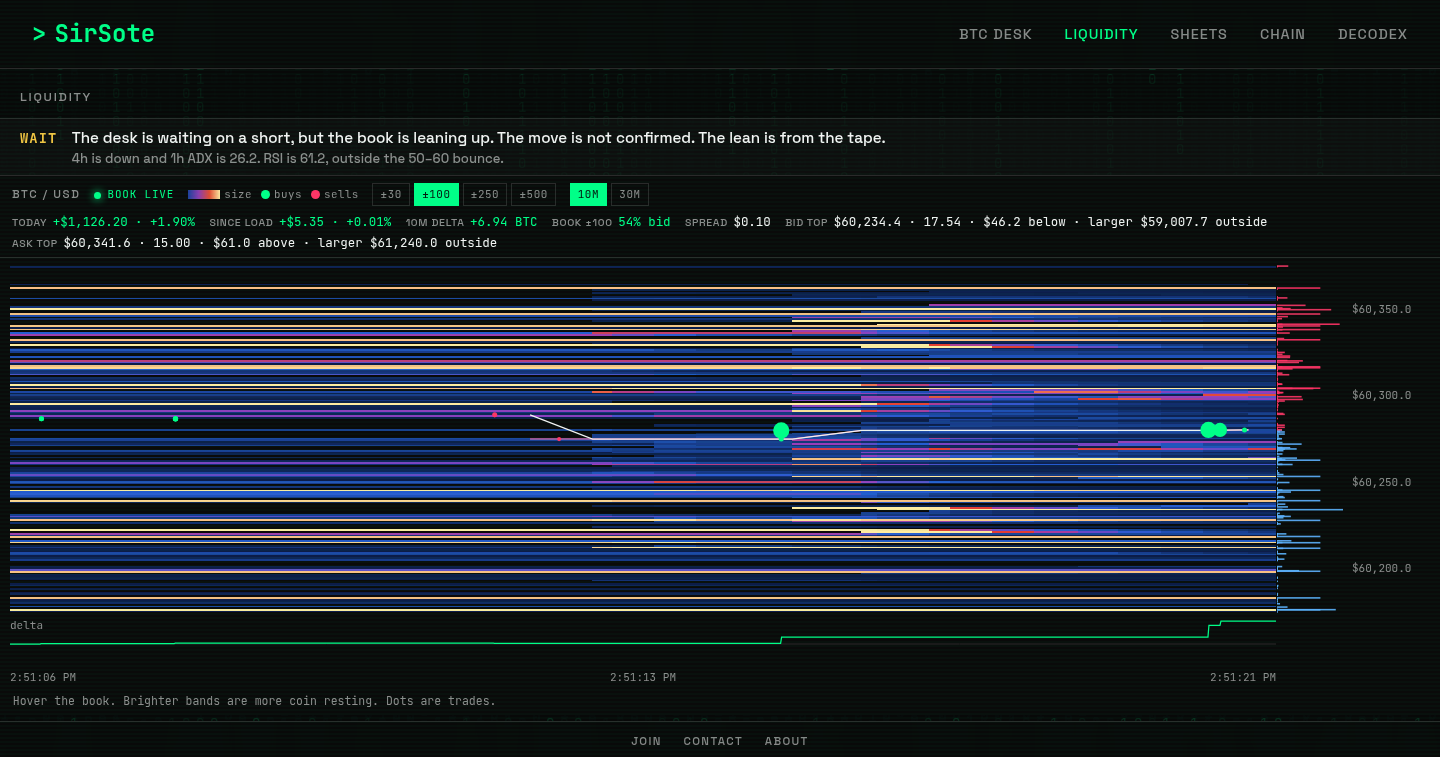 > SirSote
BTC DESK LIQUIDITY SHEETS CHAIN DECODEX
LIQUIDITY
WAIT The desk is waiting on a short, but the book is leaning up. The move is not confirmed. The lean is from the tape.
4h is down and 1h ADX is 26.2. RSI is 61.2, outside the 50–60 bounce.
BTC / USD BOOK LIVE size buys sells ±30 ±100 ±250 ±500 10M 30M
TODAY +$1,126.20 · +1.90% SINCE LOAD +$5.35 · +0.01% 10M DELTA +6.94 BTC BOOK ±100 54% bid SPREAD $0.10 BID TOP $60,234.4 · 17.54 · $46.2 below · larger $59,007.7 outside
ASK TOP $60,341.6 · 15.00 · $61.0 above · larger $61,240.0 outside
$60,350.0
$60,300.0
$60,250.0
$60,200.0
delta
2:51:06 PM 2:51:13 PM 2:51:21 PM
Hover the book. Brighter bands are more coin resting. Dots are trades.
JOIN CONTACT ABOUT